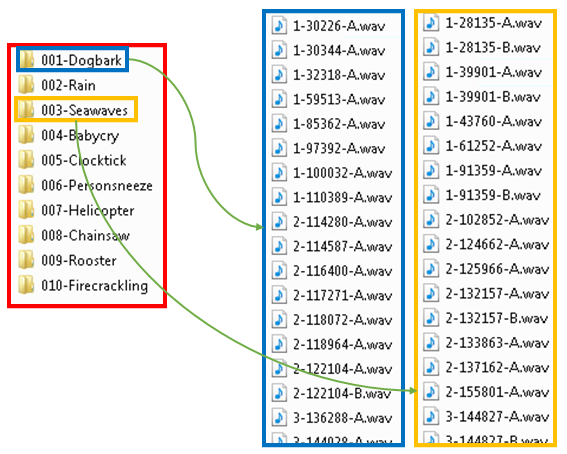 001-Dogbark
002-Rain
003-Seawaves
004-Babycry
005-Clocktick
006-Personsneeze
007-Helicopter
008-Chainsaw
009-Rooster
010-Firecrackling
1-30226-A.wav
1-30344-A.wav
1-32318-A.wav
1-59513-A.wav
1-85362-A.wav
1-97392-A.wav
1-100032-A.wav
1-110389-A.wav
2-114280-A.wav
2-114587-A.wav
2-116400-A.wav
2-117271-A.wav
2-118072-A.wav
2-118964-A.wav
2-122104-A.wav
2-122104-B.wav
3-136288-A.wav
3-144028-A.wav
1-28135-A.wav
1-28135-B.wav
1-39901-A.wav
1-39901-B.wav
1-43760-A.wav
1-61252-A.wav
1-91359-A.wav
1-91359-B.wav
2-102852-A.wav
2-124662-A.wav
2-125966-A.wav
2-132157-A.wav
2-132157-B.wav
2-133863-A.wav
2-137162-A.wav
2-155801-A.wav
3-144827-A.wav
3-144827-B.wav